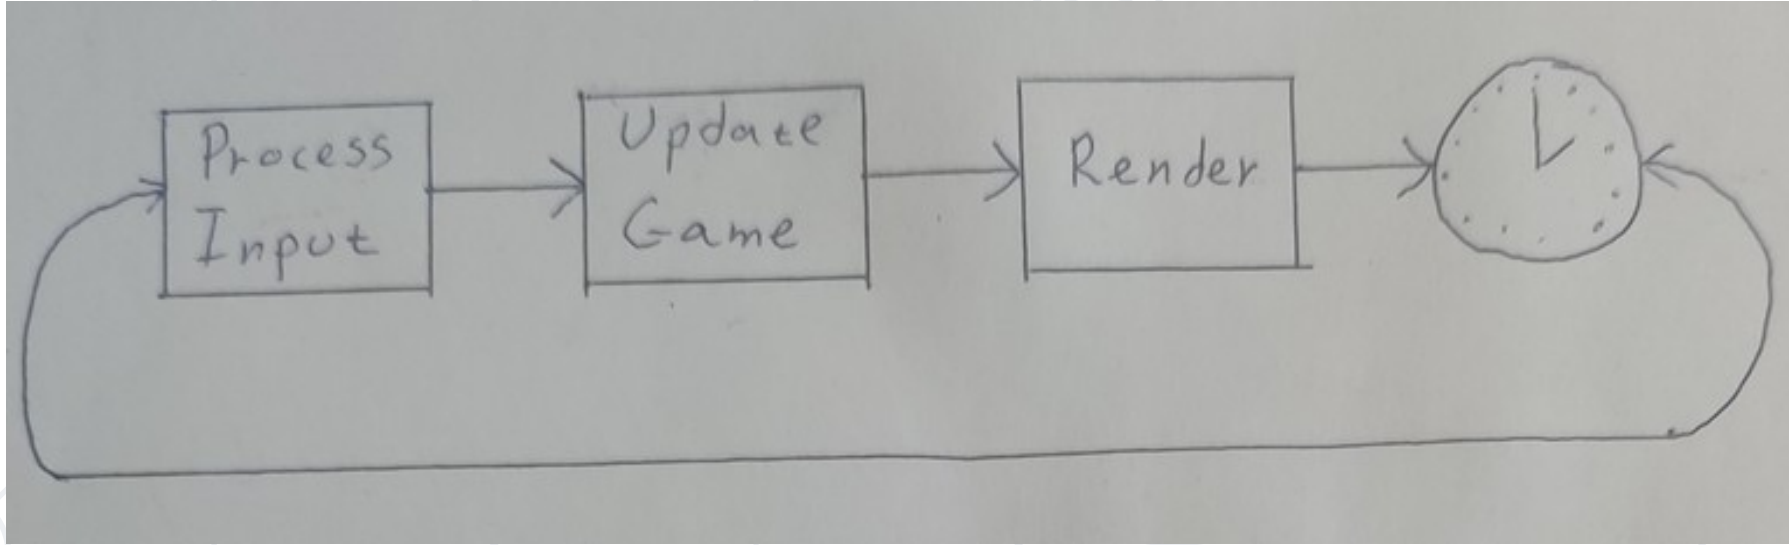 Process
Input
Update
Game
Render